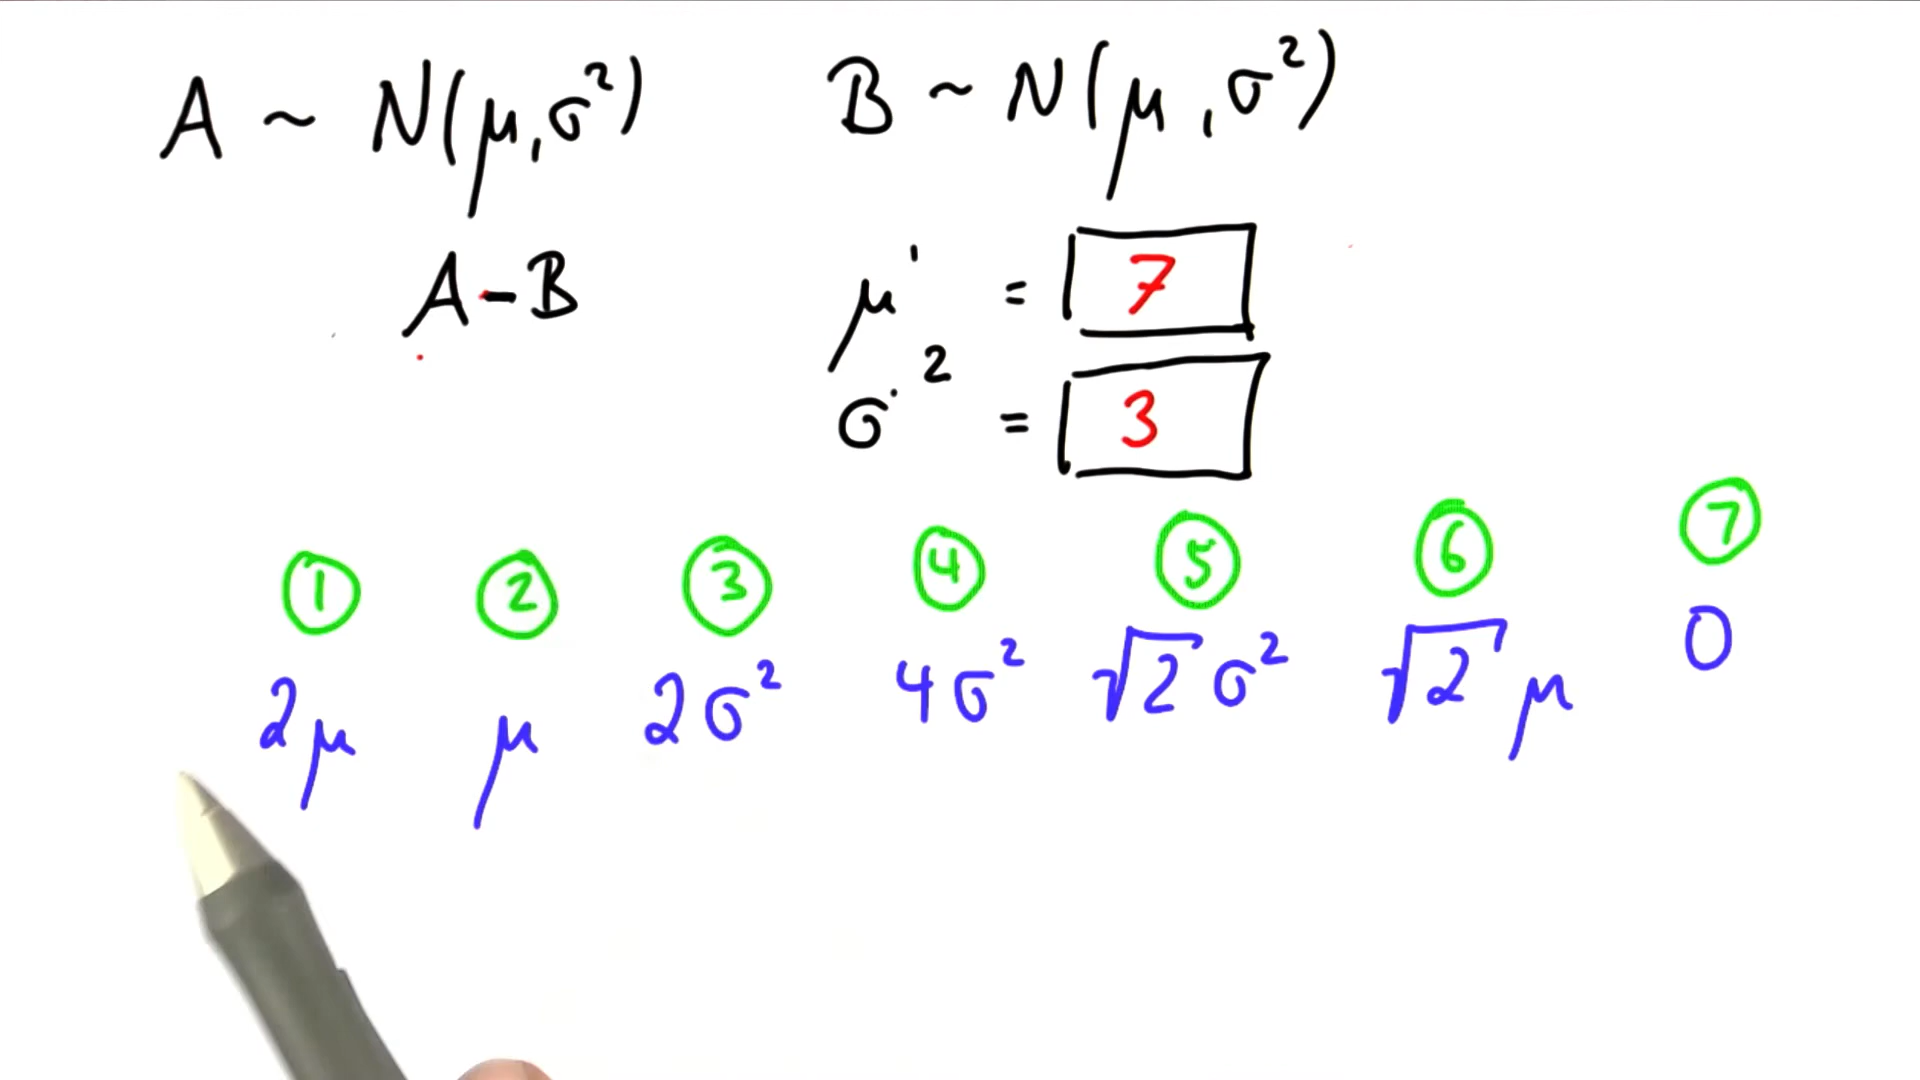 A ~ N(μ,σ²) B ~ N(μ,σ²)
A-B μ' = 7
σ'² = 3
① ② ③ ④ ⑤ ⑥ ⑦
2μ μ 2σ² 4σ² √2 σ² √2 μ 0